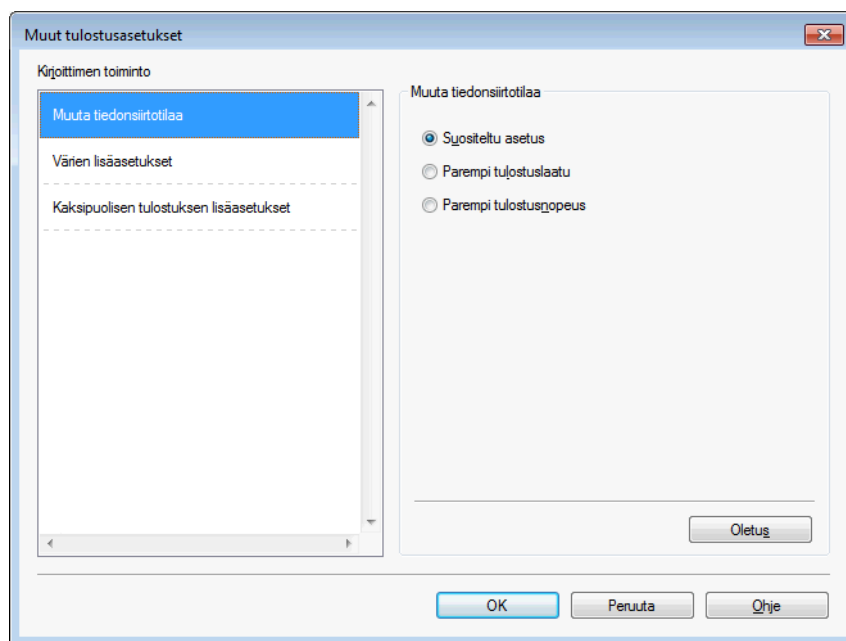 Muut tulostusasetukset
Kirjoittimen toiminto
Muuta tiedonsiirtotilaa
Värien lisäasetukset
Kaksipuolisen tulostuksen lisäasetukset
Muuta tiedonsiirtotilaa
Suositeltu asetus
Parempi tulostuslaatu
Parempi tulostusnopeus
Oletus
OK
Peruuta
Ohje